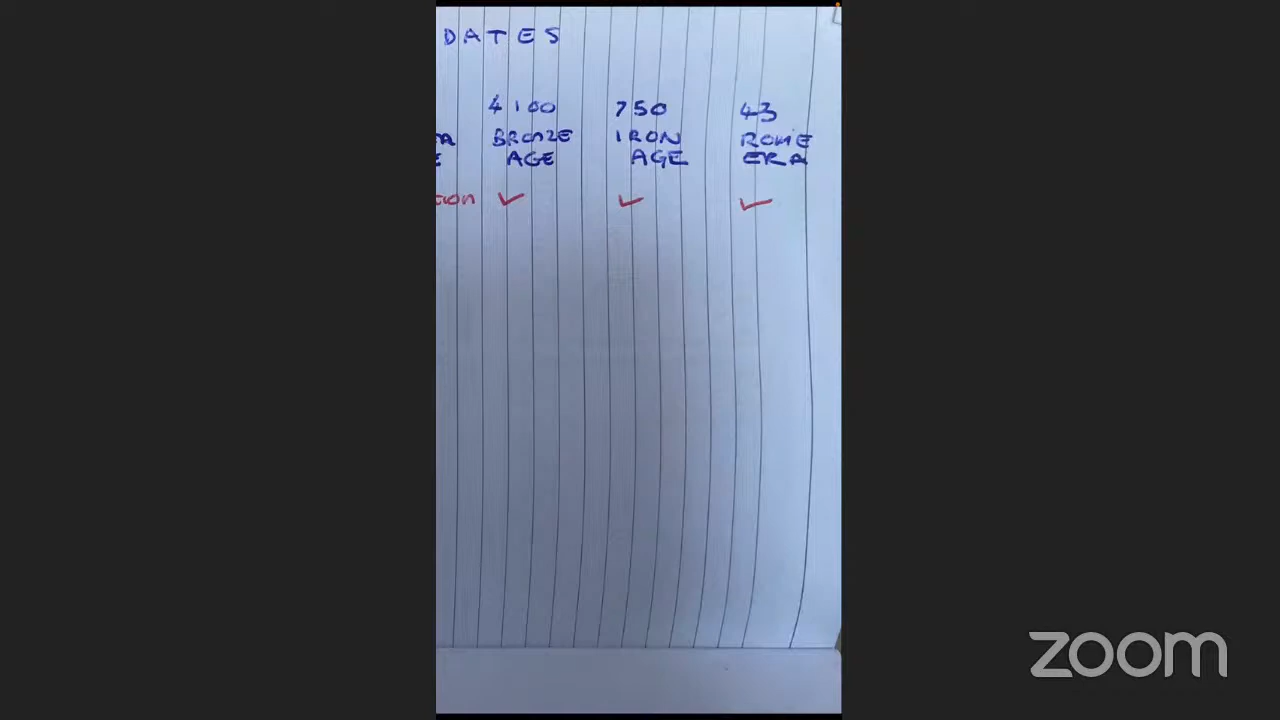 DATES
4100 750 43
BRONZE IRON ROME
AGE AGE ERA
zoom